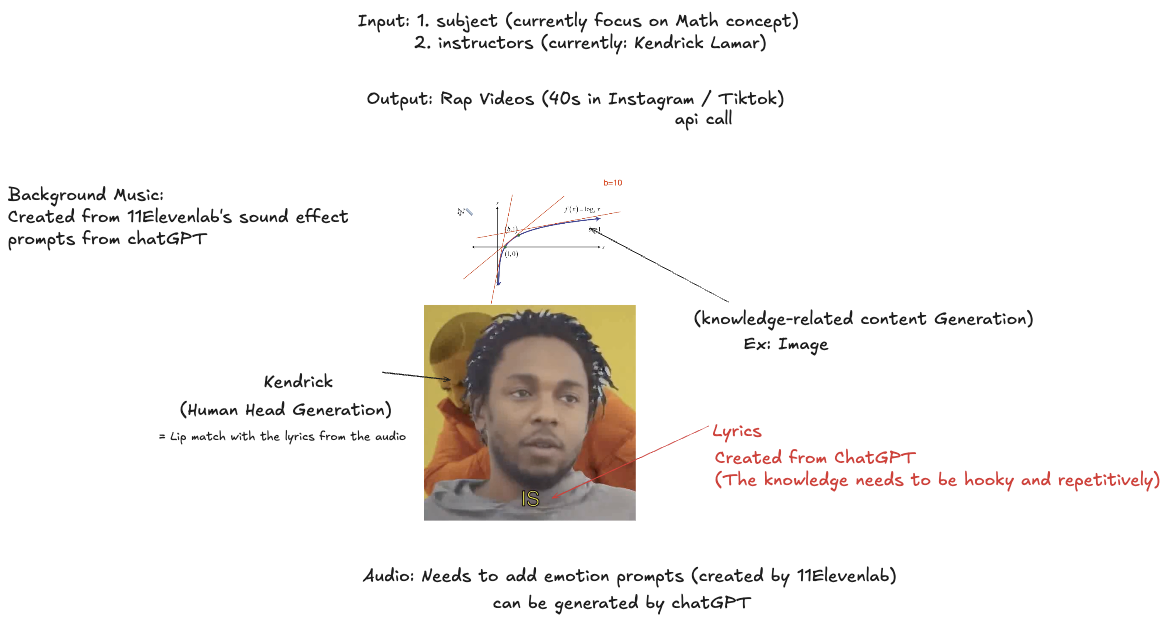 Input: 1. subject (currently focus on Math concept)
2. instructors (currently: Kendrick Lamar)
Output: Rap Videos (40s in Instagram / Tiktok)
api call
Background Music:
Created from 11Elevenlab's sound effect
prompts from chatGPT
b=10
(1,0)
(knowledge-related content Generation)
Ex: Image
Kendrick
(Human Head Generation)
= Lip match with the lyrics from the audio
Lyrics
Created from ChatGPT
(The knowledge needs to be hooky and repetitively)
IS
Audio: Needs to add emotion prompts (created by 11Elevenlab)
can be generated by chatGPT